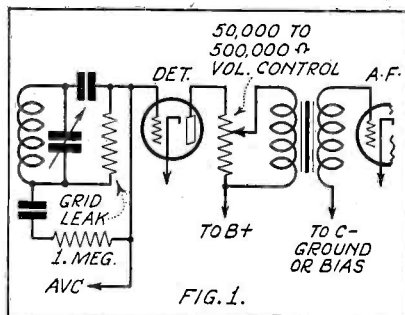 50,000 TO
500,000 Ω
VOL. CONTROL
DET.
A.F.
GRID
LEAK
1. MEG.
AVC
TO B+
TO C-
GROUND
OR BIAS
FIG. 1.